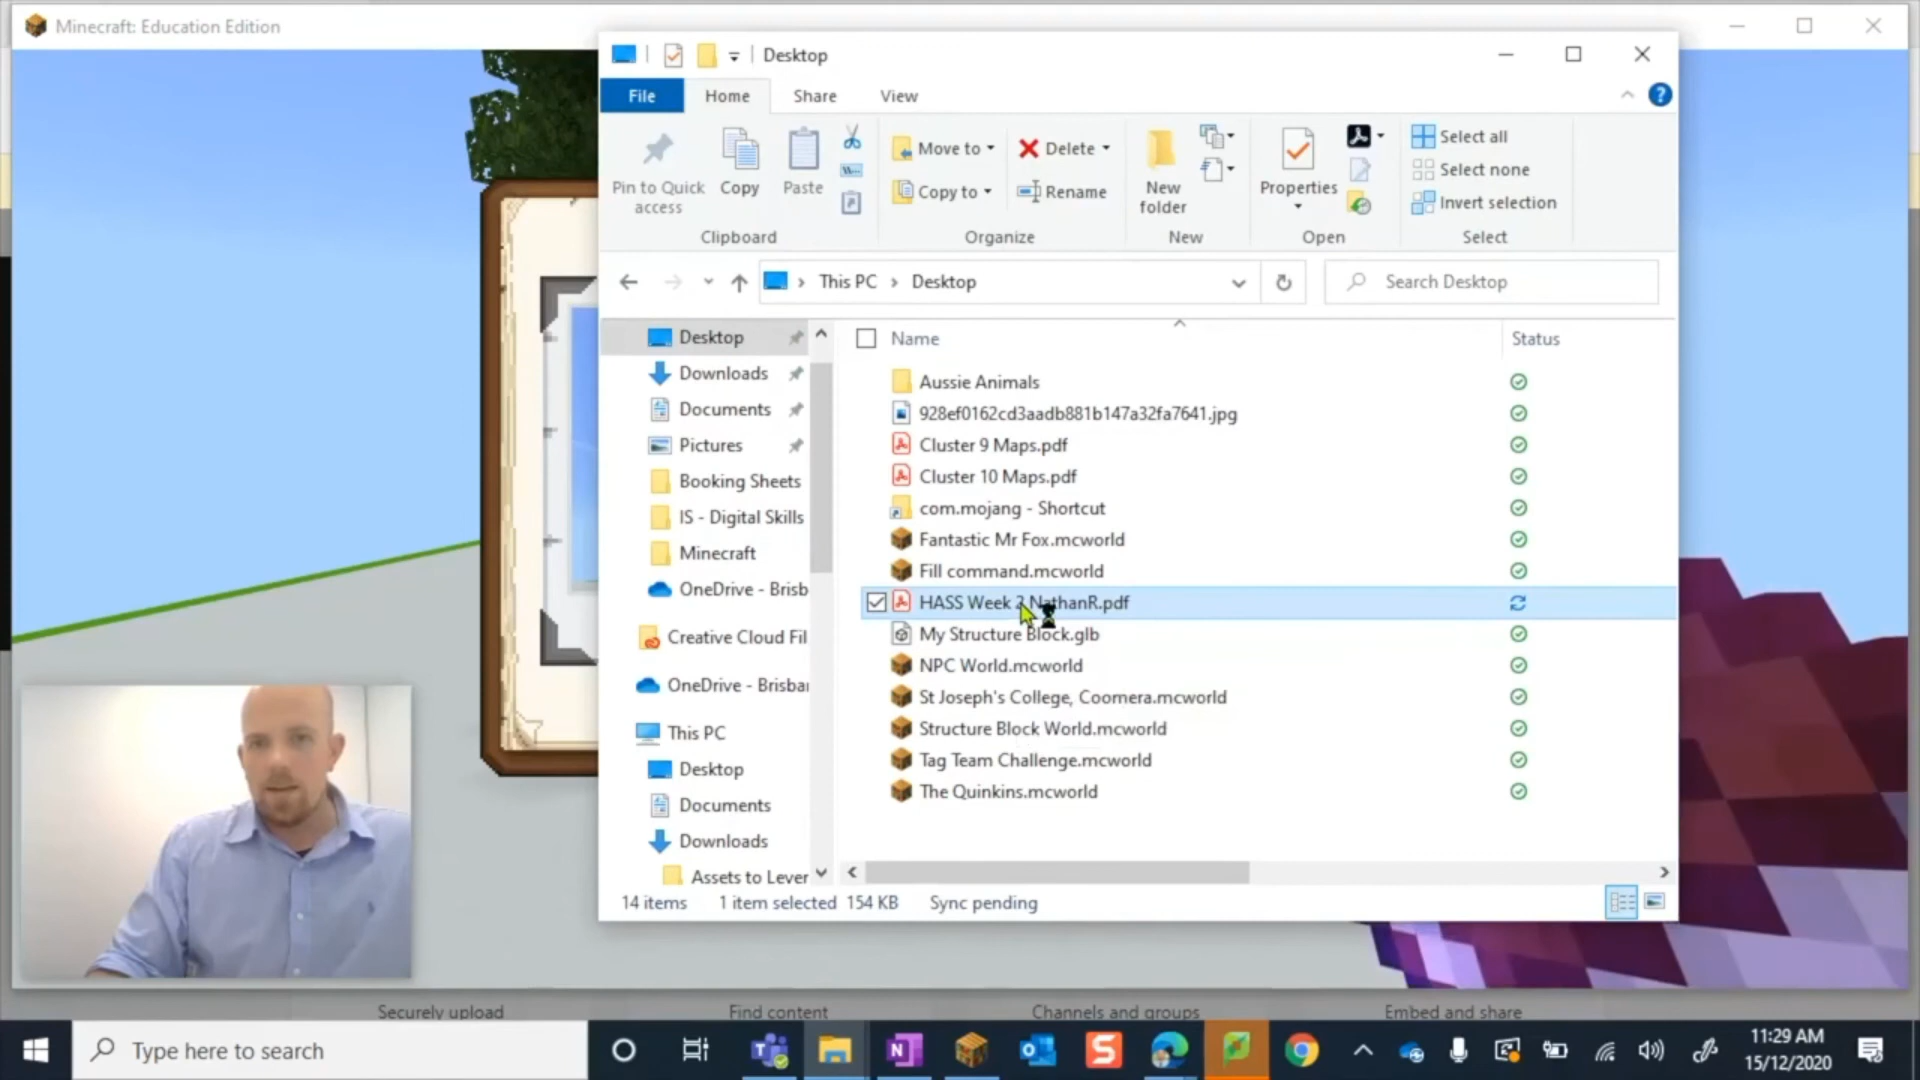 Minecraft: Education Edition
Desktop
File
Home
Share
View
Pin to Quick
access
Copy
Paste
Move to
Copy to
Delete
Rename
New
folder
Properties
Select all
Select none
Invert selection
Clipboard
Organize
New
Open
Select
This PC
Desktop
Search Desktop
Desktop
Downloads
Documents
Pictures
Booking Sheets
IS - Digital Skills
Minecraft
OneDrive - Brisb
Creative Cloud Fil
OneDrive - Brisbar
This PC
Desktop
Documents
Downloads
Assets to Lever
Name
Status
Aussie Animals
928ef0162cd3aadb881b147a32fa7641.jpg
Cluster 9 Maps.pdf
Cluster 10 Maps.pdf
com.mojang - Shortcut
Fantastic Mr Fox.mcworld
Fill command.mcworld
HASS Week 2 NathanR.pdf
My Structure Block.glb
NPC World.mcworld
St Joseph's College, Coomera.mcworld
Structure Block World.mcworld
Tag Team Challenge.mcworld
The Quinkins.mcworld
14 items
1 item selected 154 KB
Sync pending
Securely upload
Find content
Channels and groups
Embed and share
Type here to search
11:29 AM
15/12/2020